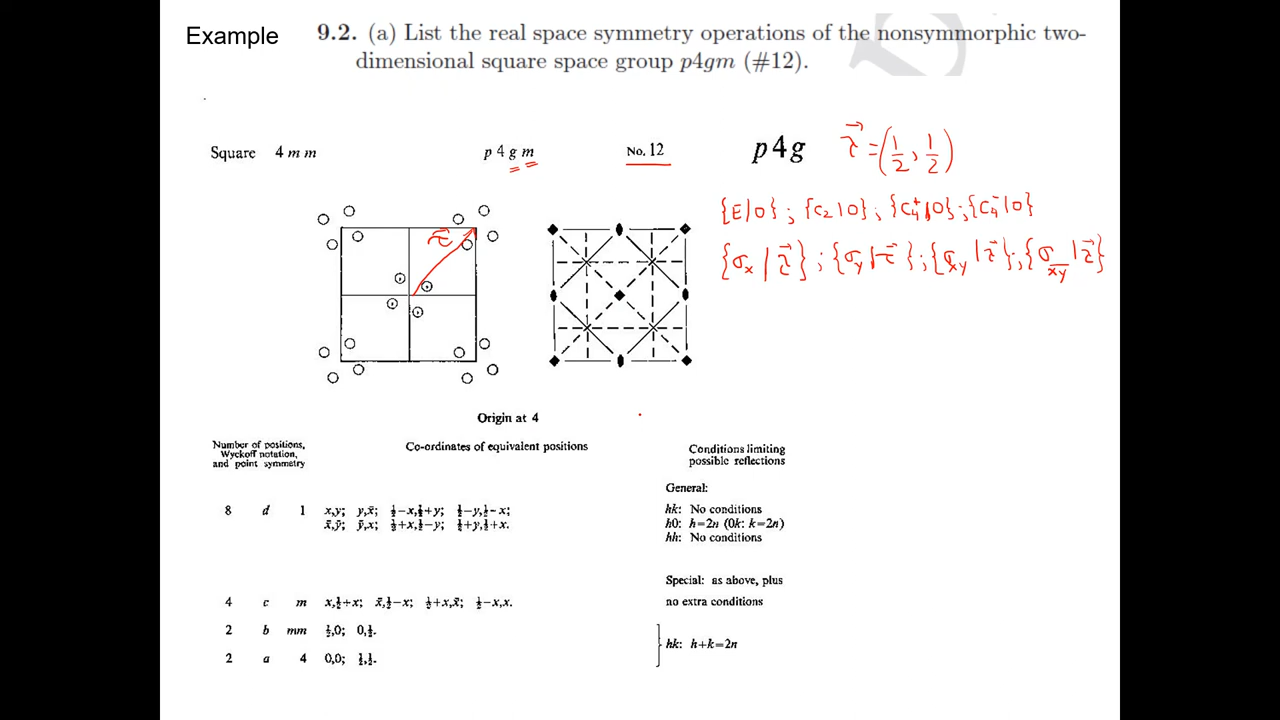 Example
9.2. (a) List the real space symmetry operations of the nonsymmorphic two-
dimensional square space group p4gm (#12).
Square 4 m m
p 4 g m
No. 12
p4g
τ⃗ = (1/2, 1/2)
{E|0} ; {C₂|0} ; {C₄⁺|0} ; {C₄⁻|0}
{σx|τ⃗} ; {σy|τ⃗} ; {σxy|τ⃗} ; {σx̅y̅|τ⃗}
τ⃗
Origin at 4
Number of positions,
Wyckoff notation,
and point symmetry
Co-ordinates of equivalent positions
Conditions limiting
possible reflections
General:
8 d 1 x,y; y,x̄; ½−x,½+y; ½−y,½−x;
x̄,ȳ; ȳ,x; ½+x,½−y; ½+y,½+x.
hk: No conditions
h0: h=2n (0k: k=2n)
hh: No conditions
Special: as above, plus
4 c m x,½+x; x̄,½−x; ½+x,x̄; ½−x,x.
no extra conditions
2 b mm ½,0; 0,½.
2 a 4 0,0; ½,½.
hk: h+k=2n